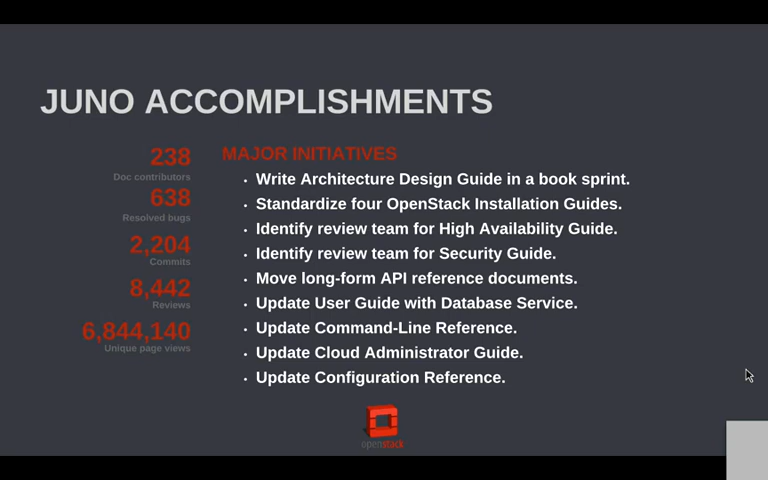 JUNO ACCOMPLISHMENTS
238
Doc contributors
638
Resolved bugs
2,204
Commits
8,442
Reviews
6,844,140
Unique page views
MAJOR INITIATIVES
• Write Architecture Design Guide in a book sprint.
• Standardize four OpenStack Installation Guides.
• Identify review team for High Availability Guide.
• Identify review team for Security Guide.
• Move long-form API reference documents.
• Update User Guide with Database Service.
• Update Command-Line Reference.
• Update Cloud Administrator Guide.
• Update Configuration Reference.
openstack